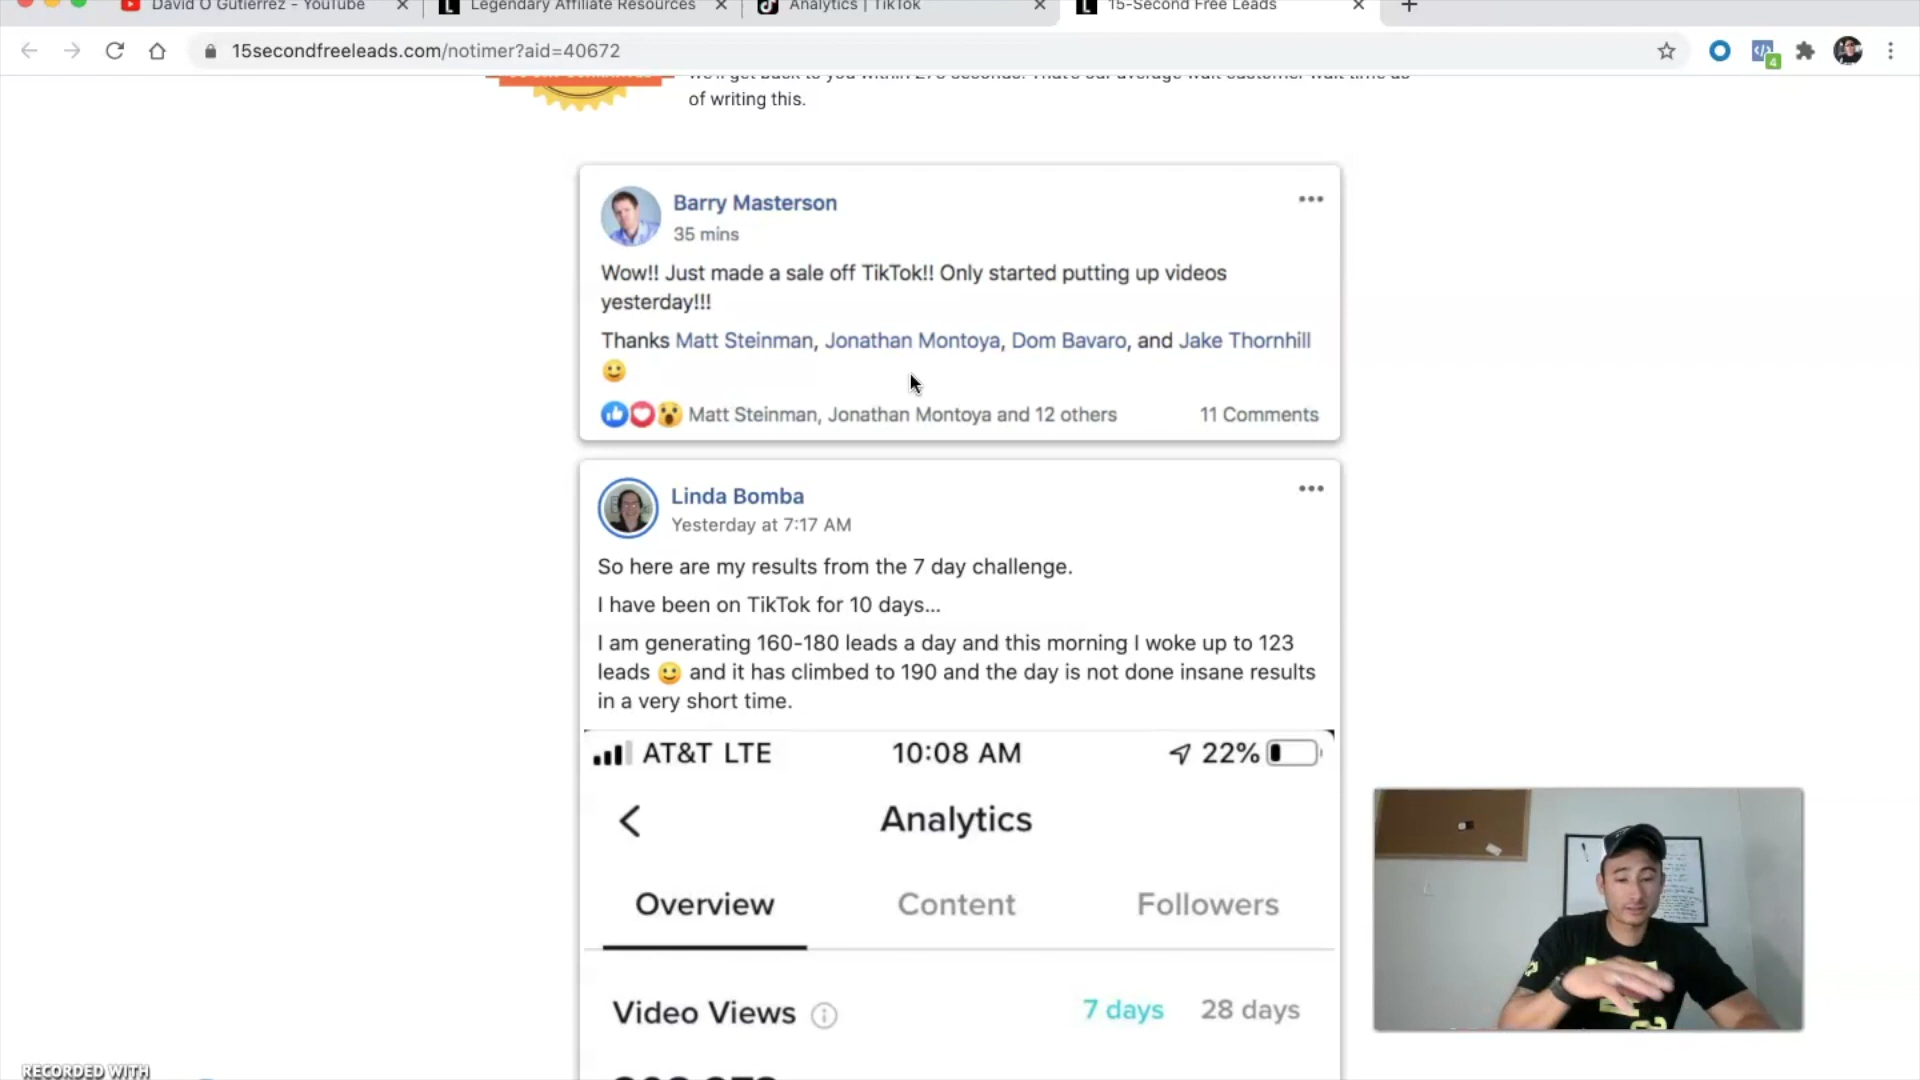 David O Gutierrez - YouTube
Legendary Affiliate Resources
Analytics | TikTok
15-Second Free Leads
15secondfreeleads.com/notimer?aid=40672
4
of writing this.
Barry Masterson
35 mins
Wow!! Just made a sale off TikTok!! Only started putting up videos
yesterday!!!
Thanks Matt Steinman, Jonathan Montoya, Dom Bavaro, and Jake Thornhill
Matt Steinman, Jonathan Montoya and 12 others
11 Comments
Linda Bomba
Yesterday at 7:17 AM
So here are my results from the 7 day challenge.
I have been on TikTok for 10 days...
I am generating 160-180 leads a day and this morning I woke up to 123
leads 🙂 and it has climbed to 190 and the day is not done insane results
in a very short time.
AT&T LTE
10:08 AM
22%
Analytics
Overview
Content
Followers
Video Views
7 days
28 days
RECORDED WITH